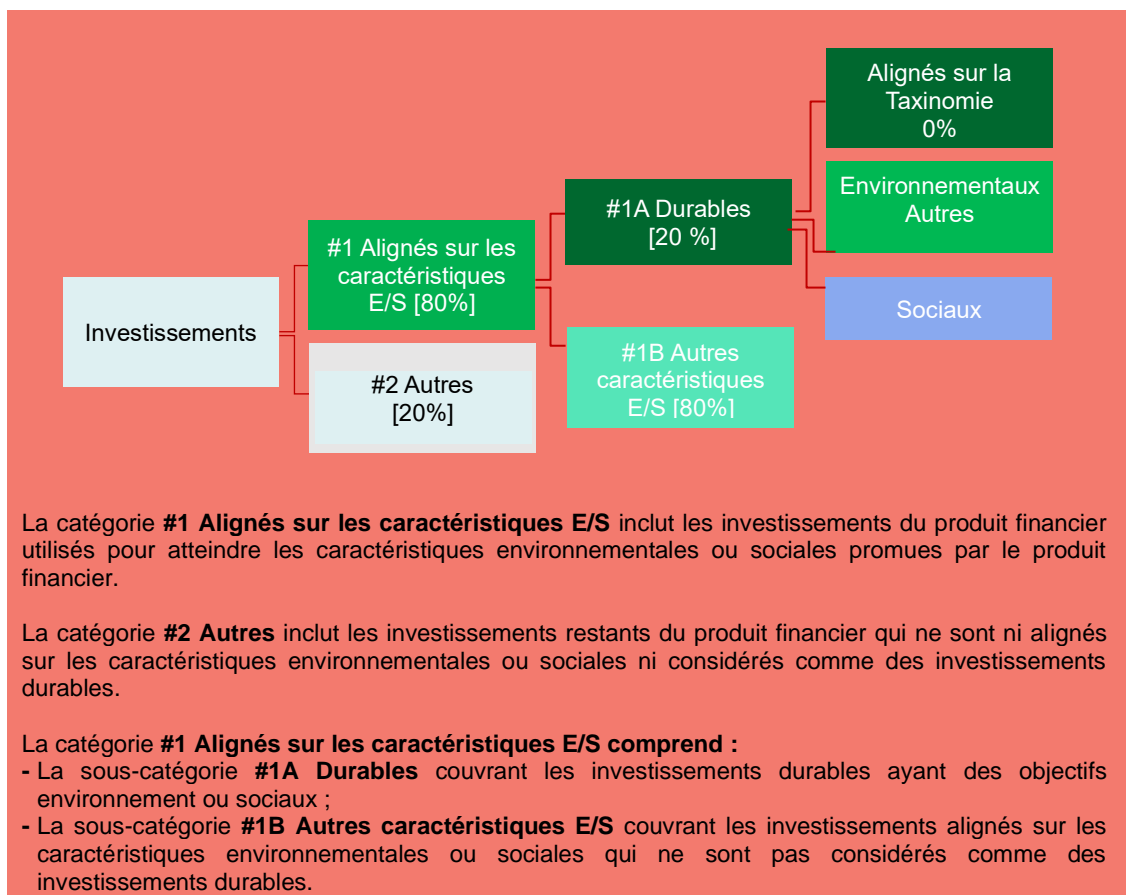 Alignés sur la
Taxinomie
0%
Environnementaux
Autres
#1A Durables
[20 %]
#1 Alignés sur les
caractéristiques
E/S [80%]
Sociaux
Investissements
#1B Autres
caractéristiques
E/S [80%]
#2 Autres
[20%]
La catégorie #1 Alignés sur les caractéristiques E/S inclut les investissements du produit financier
utilisés pour atteindre les caractéristiques environnementales ou sociales promues par le produit
financier.
La catégorie #2 Autres inclut les investissements restants du produit financier qui ne sont ni alignés
sur les caractéristiques environnementales ou sociales ni considérés comme des investissements
durables.
La catégorie #1 Alignés sur les caractéristiques E/S comprend :
- La sous-catégorie #1A Durables couvrant les investissements durables ayant des objectifs
environnement ou sociaux ;
- La sous-catégorie #1B Autres caractéristiques E/S couvrant les investissements alignés sur les
caractéristiques environnementales ou sociales qui ne sont pas considérés comme des
investissements durables.